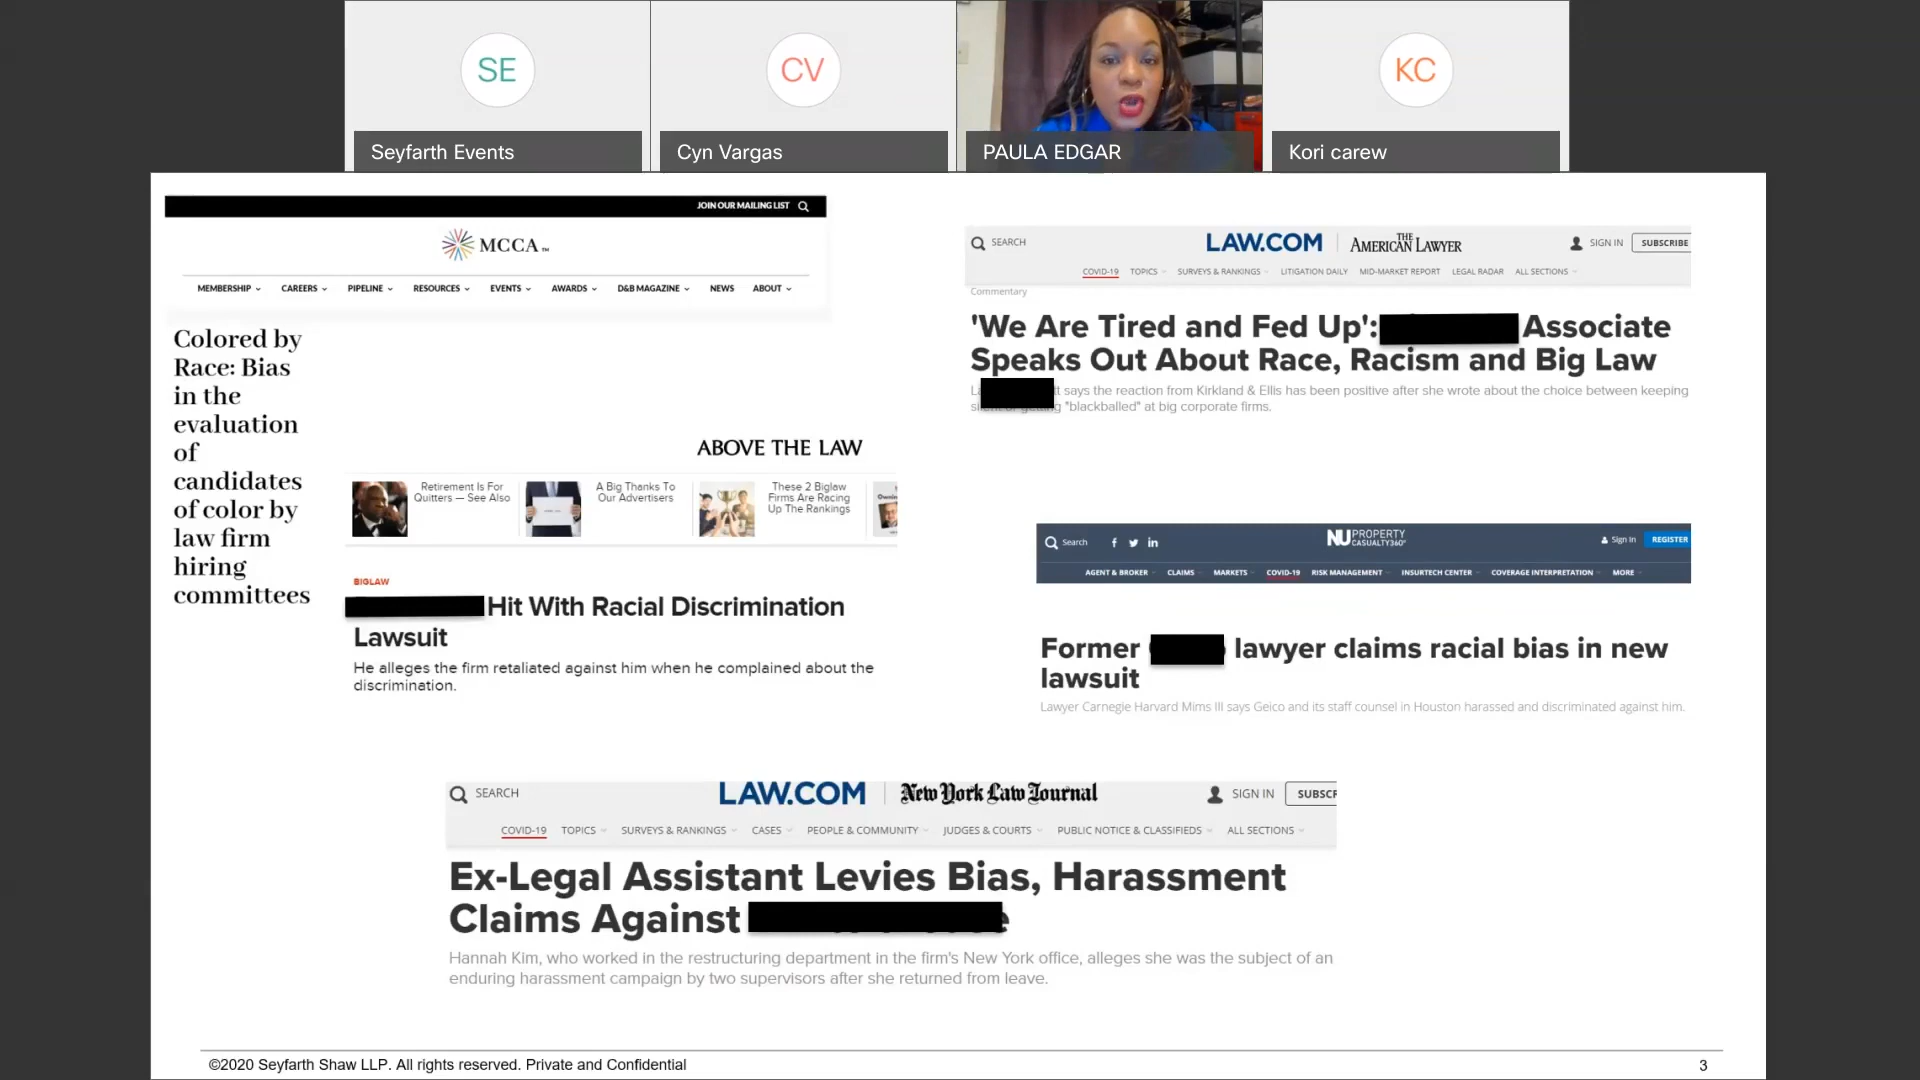 SE
CV
KC
Seyfarth Events
Cyn Vargas
PAULA EDGAR
Kori carew
JOIN OUR MAILING LIST
MCCA TM
MEMBERSHIP CAREERS PIPELINE RESOURCES EVENTS AWARDS D&B MAGAZINE NEWS ABOUT
Colored by
Race: Bias
in the
evaluation
of
candidates
of color by
law firm
hiring
committees
SEARCH
LAW.COM
THE
AMERICAN LAWYER
SIGN IN
SUBSCRIBE
COVID-19 TOPICS SURVEYS & RANKINGS LITIGATION DAILY MID-MARKET REPORT LEGAL RADAR ALL SECTIONS
Commentary
'We Are Tired and Fed Up': Associate
Speaks Out About Race, Racism and Big Law
says the reaction from Kirkland & Ellis has been positive after she wrote about the choice between keeping
"blackballed" at big corporate firms.
ABOVE THE LAW
Retirement Is For
Quitters — See Also
A Big Thanks To
Our Advertisers
These 2 Biglaw
Firms Are Racing
Up The Rankings
BIGLAW
Hit With Racial Discrimination
Lawsuit
He alleges the firm retaliated against him when he complained about the
discrimination.
Search
f
in
NU PROPERTY
CASUALTY360°
Sign In
REGISTER
AGENT & BROKER CLAIMS MARKETS COVID-19 RISK MANAGEMENT INSURTECH CENTER COVERAGE INTERPRETATION MORE
Former lawyer claims racial bias in new
lawsuit
Lawyer Carnegie Harvard Mims III says Geico and its staff counsel in Houston harassed and discriminated against him.
SEARCH
LAW.COM
New York Law Journal
SIGN IN
SUBSCR
COVID-19 TOPICS SURVEYS & RANKINGS CASES PEOPLE & COMMUNITY JUDGES & COURTS PUBLIC NOTICE & CLASSIFIEDS ALL SECTIONS
Ex-Legal Assistant Levies Bias, Harassment
Claims Against
Hannah Kim, who worked in the restructuring department in the firm's New York office, alleges she was the subject of an
enduring harassment campaign by two supervisors after she returned from leave.
©2020 Seyfarth Shaw LLP. All rights reserved. Private and Confidential
3